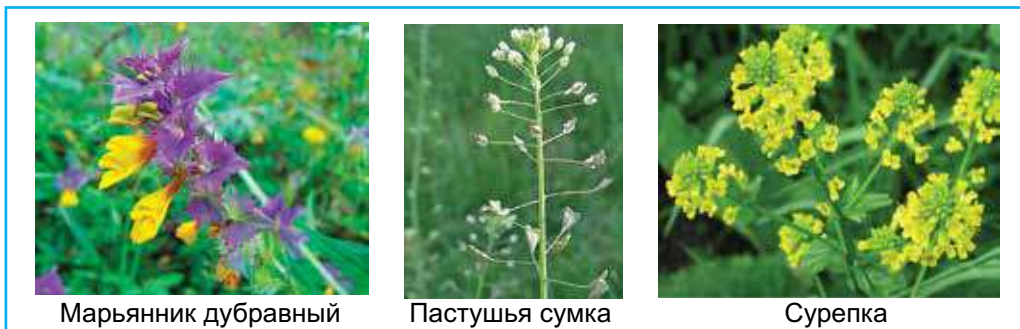 Марьянник дубравный
Пастушья сумка
Сурепка